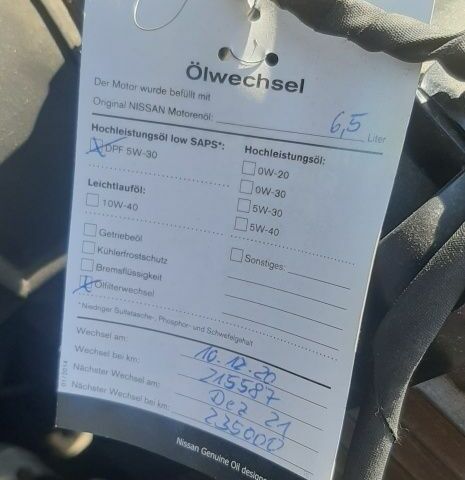 Ölwechsel
Der Motor wurde befüllt mit
Original NISSAN Motorenöl: 6,5 Liter
Hochleistungsöl low SAPS*:
DPF 5W-30
Leichtlauföl:
10W-40
Hochleistungsöl:
0W-20
0W-30
5W-30
5W-40
Getriebeöl
Kühlerfrostschutz
Bremsflüssigkeit
Ölfilterwechsel
Sonstiges:
*Niedriger Sulfatasche-, Phosphor- und Schwefelgehalt
Wechsel am: 10.12.20
Wechsel bei km: 215587
Nächster Wechsel am: Dez 21
Nächster Wechsel bei km: 235000
01/2014
Nissan Genuine Oil designe